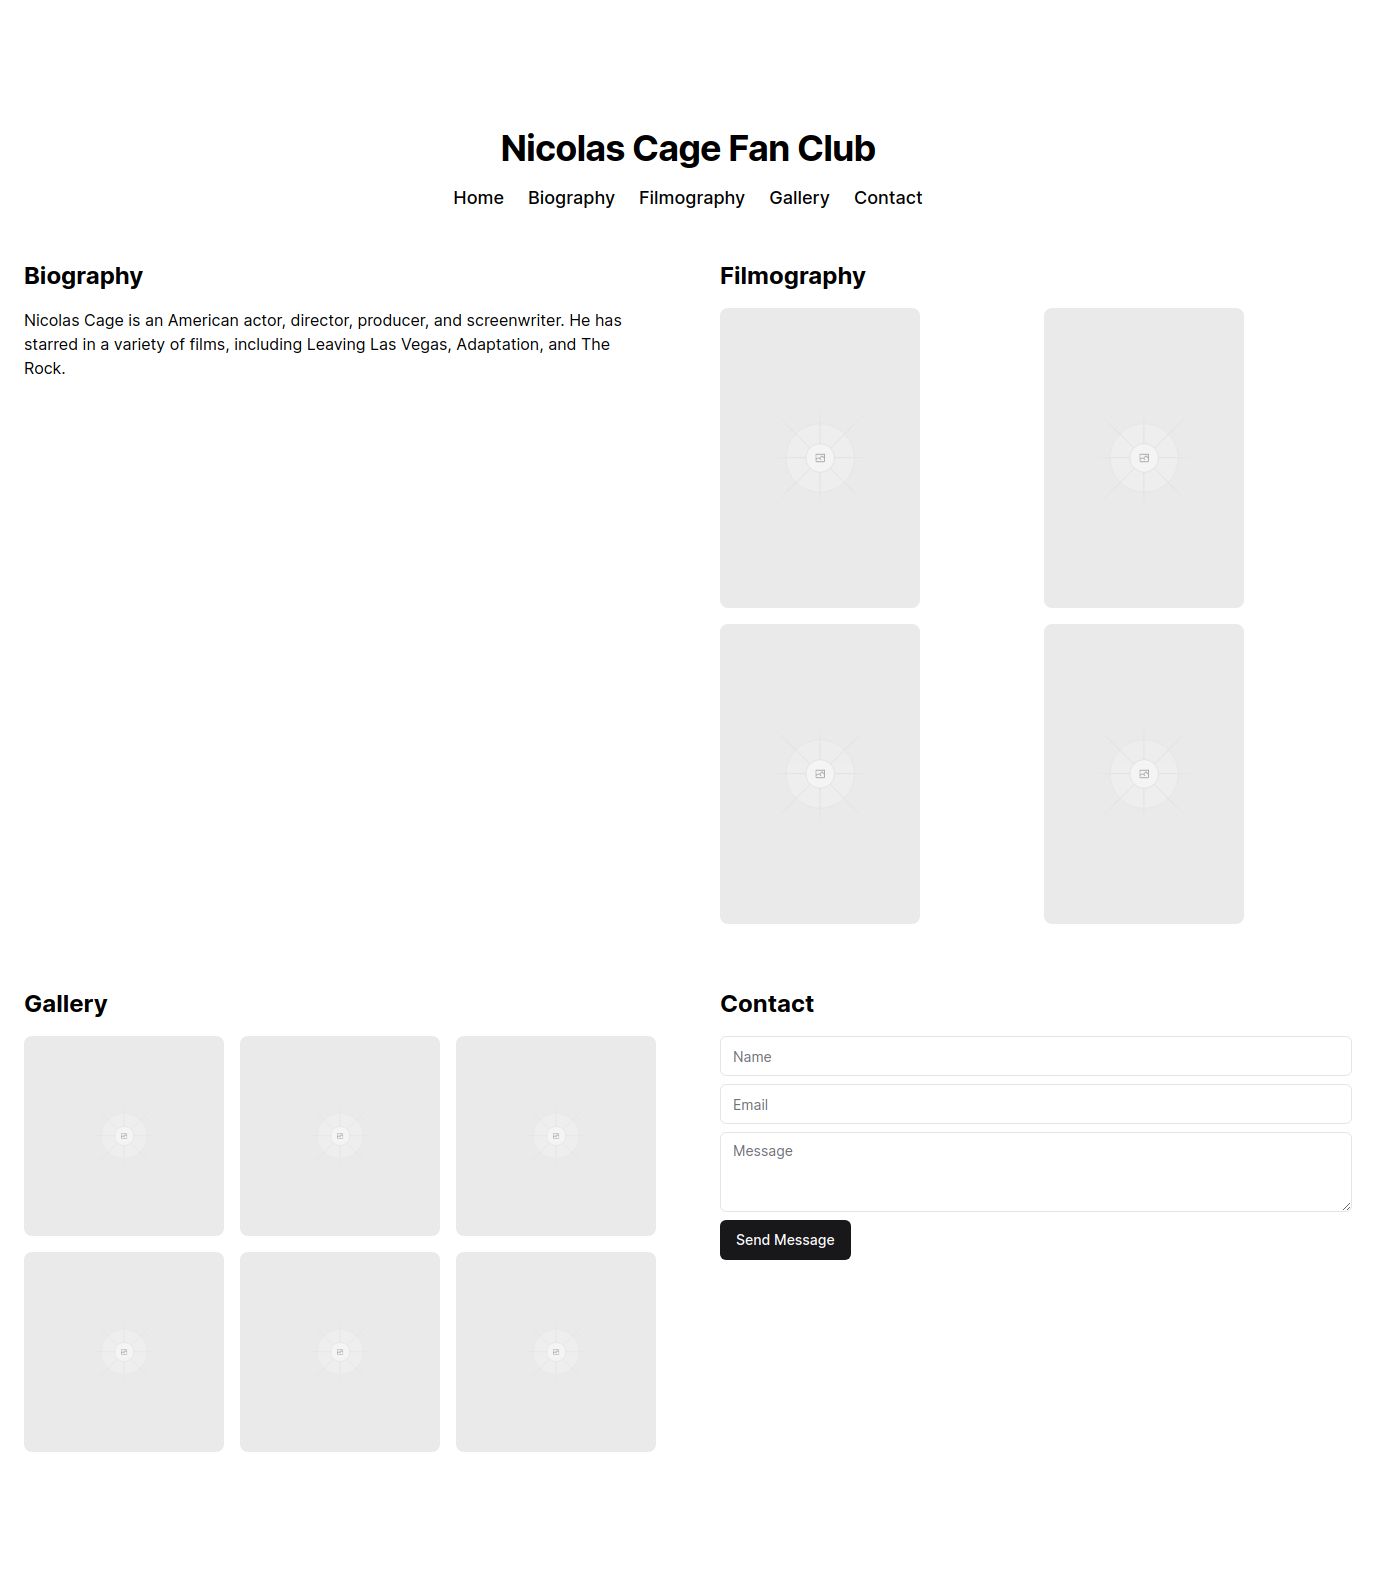 Nicolas Cage Fan Club
Home Biography Filmography Gallery Contact
Biography
Nicolas Cage is an American actor, director, producer, and screenwriter. He has
starred in a variety of films, including Leaving Las Vegas, Adaptation, and The
Rock.
Filmography
Gallery
Contact
Name
Email
Message
Send Message